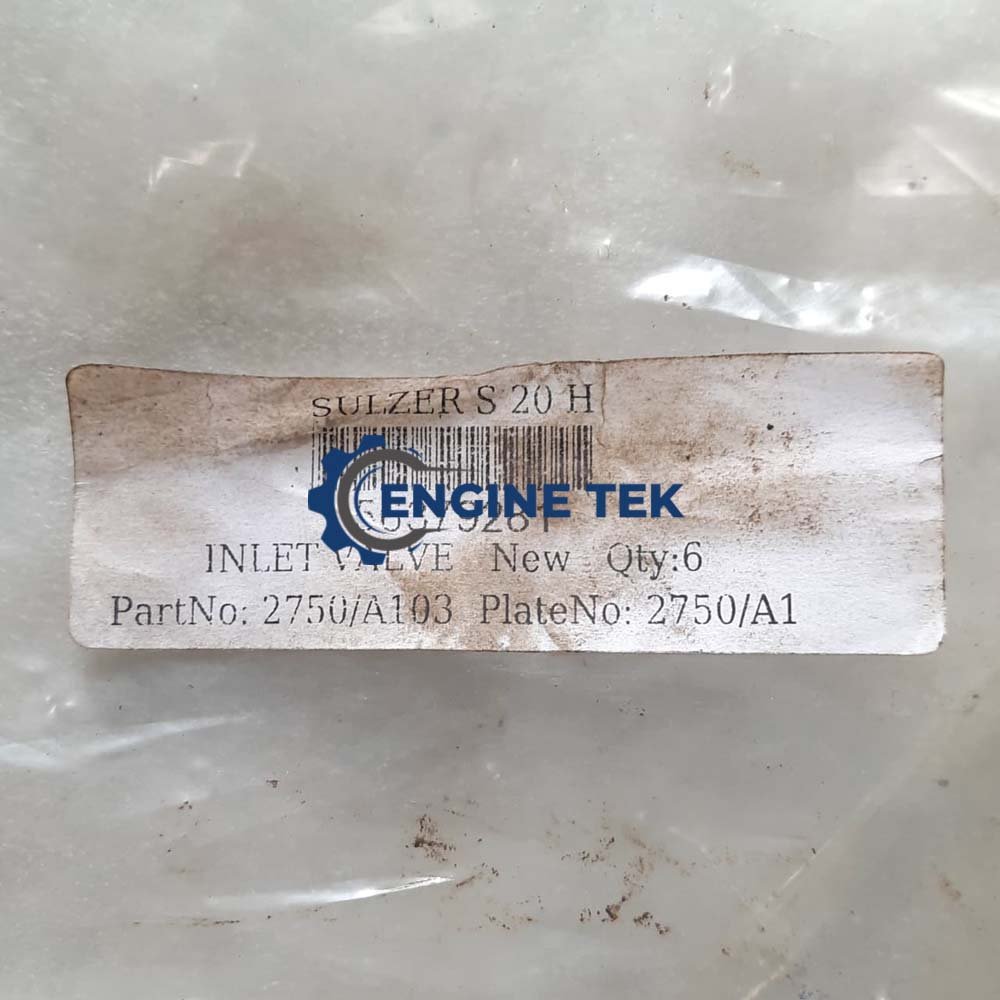 SULZER S 20 H
ENGINE TEK
INLET VALVE New Qty:6
PartNo: 2750/A103 PlateNo: 2750/A1